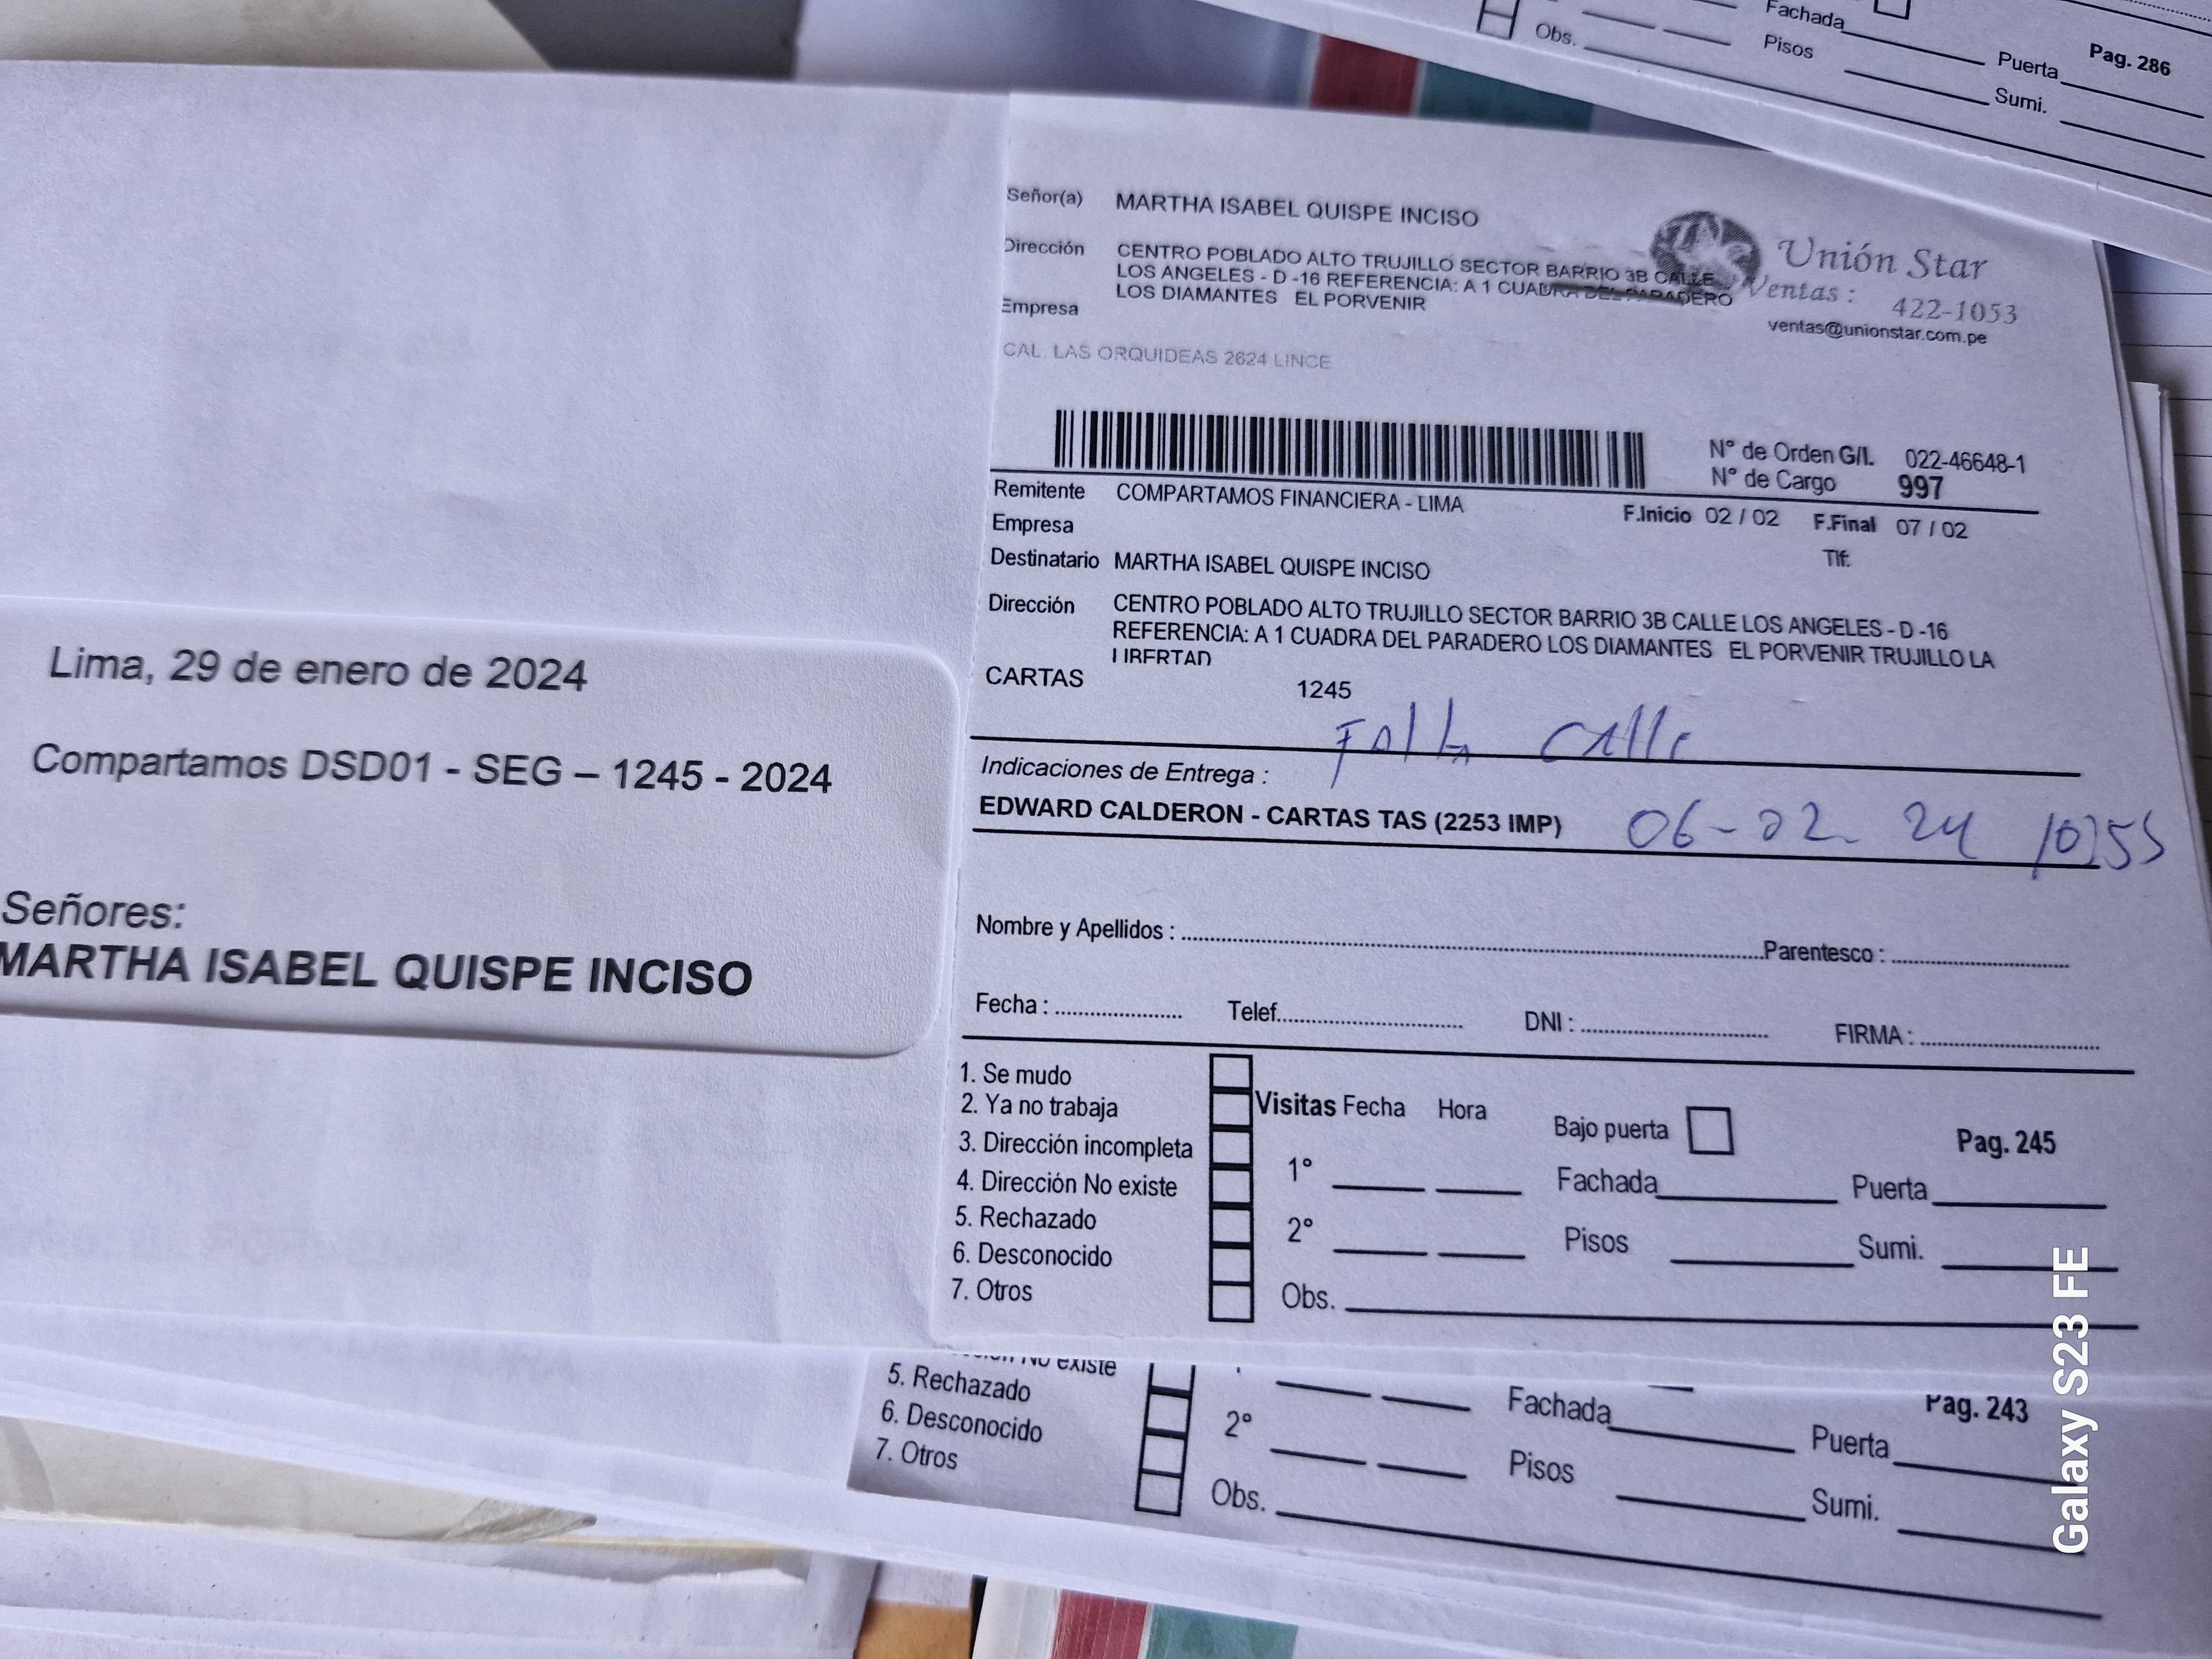 Fachada
Obs.
Pisos
Puerta
Pag. 286
Sumi.
Señor(a) MARTHA ISABEL QUISPE INCISO
Dirección CENTRO POBLADO ALTO TRUJILLO SECTOR BARRIO 3B CALLE
LOS ANGELES - D -16 REFERENCIA: A 1 CUADRA DEL PARADERO
LOS DIAMANTES EL PORVENIR
Empresa
CAL. LAS ORQUIDEAS 2624 LINCE
Unión Star
Ventas : 422-1053
ventas@unionstar.com.pe
N° de Orden G/I. 022-46648-1
N° de Cargo 997
Remitente COMPARTAMOS FINANCIERA - LIMA
F.Inicio 02 / 02 F.Final 07 / 02
Empresa
Tlf:
Destinatario MARTHA ISABEL QUISPE INCISO
Dirección CENTRO POBLADO ALTO TRUJILLO SECTOR BARRIO 3B CALLE LOS ANGELES - D -16
REFERENCIA: A 1 CUADRA DEL PARADERO LOS DIAMANTES EL PORVENIR TRUJILLO LA
LIBERTAD
CARTAS 1245
Falta calle
Indicaciones de Entrega :
EDWARD CALDERON - CARTAS TAS (2253 IMP) 06-02-24
Nombre y Apellidos : Parentesco :
Fecha : Telef. DNI : FIRMA :
1. Se mudo
2. Ya no trabaja
3. Dirección incompleta
4. Dirección No existe
5. Rechazado
6. Desconocido
7. Otros
Visitas Fecha Hora
1°
2°
Obs.
Bajo puerta
Pag. 245
Fachada Puerta
Pisos Sumi.
Lima, 29 de enero de 2024
Compartamos DSD01 - SEG – 1245 - 2024
Señores:
MARTHA ISABEL QUISPE INCISO
No existe
5. Rechazado
6. Desconocido
7. Otros
2°
Obs.
Fachada
Pag. 243
Puerta
Pisos
Sumi.
Galaxy S23 FE